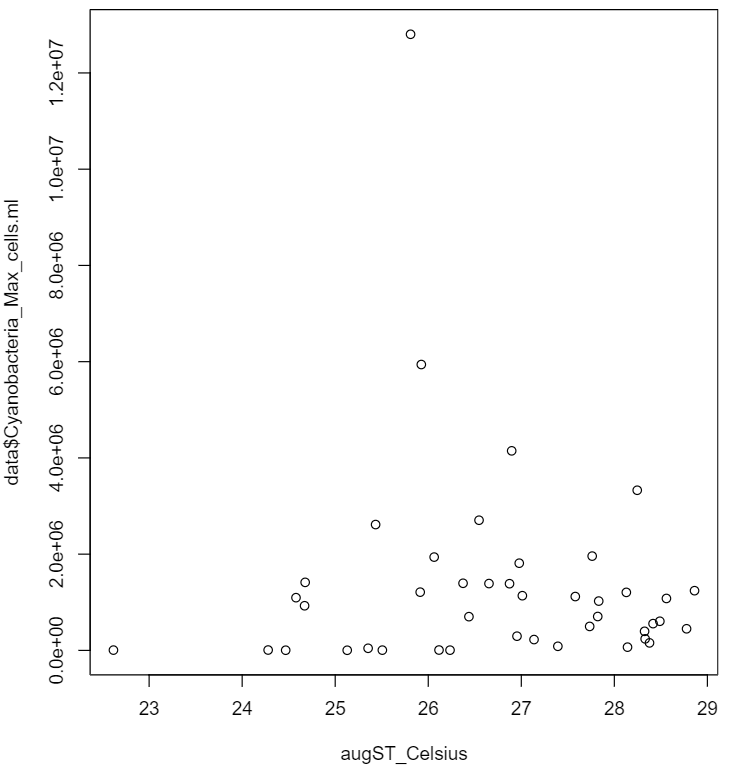 1.2e+07
1.0e+07
8.0e+06
6.0e+06
4.0e+06
2.0e+06
0.0e+00
data$Cyanobacteria_Max_cells.ml
23 24 25 26 27 28 29
augST_Celsius